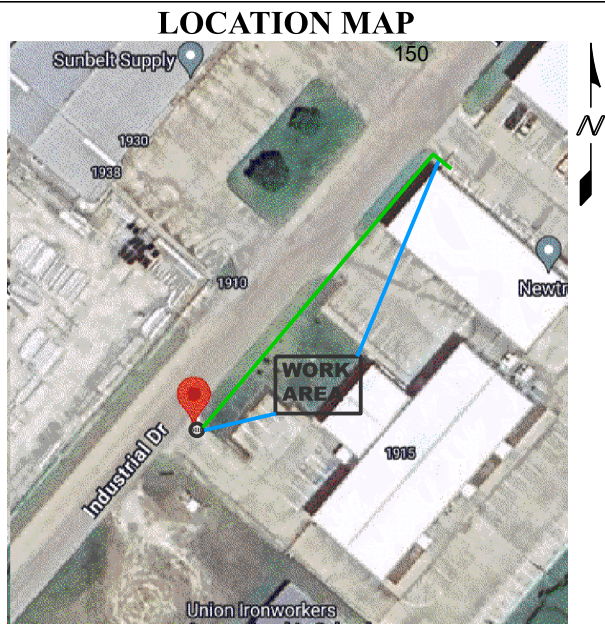 LOCATION MAP
150
Sunbelt Supply
N
1930
1938
1910
Newtr
WORK
AREA
Industrial Dr
1915
Union Ironworkers